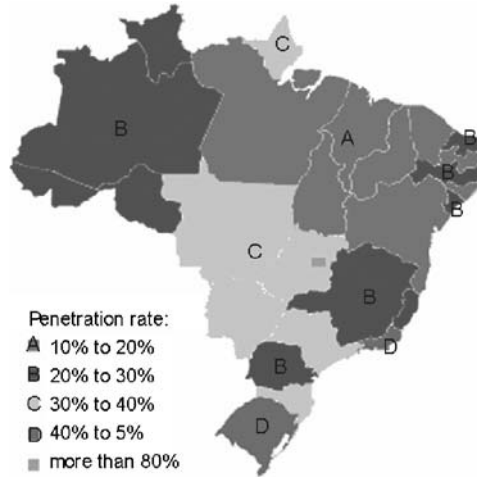 C
B
A
B
B
B
C
B
D
B
D
Penetration rate:
A 10% to 20%
B 20% to 30%
C 30% to 40%
D 40% to 5%
more than 80%